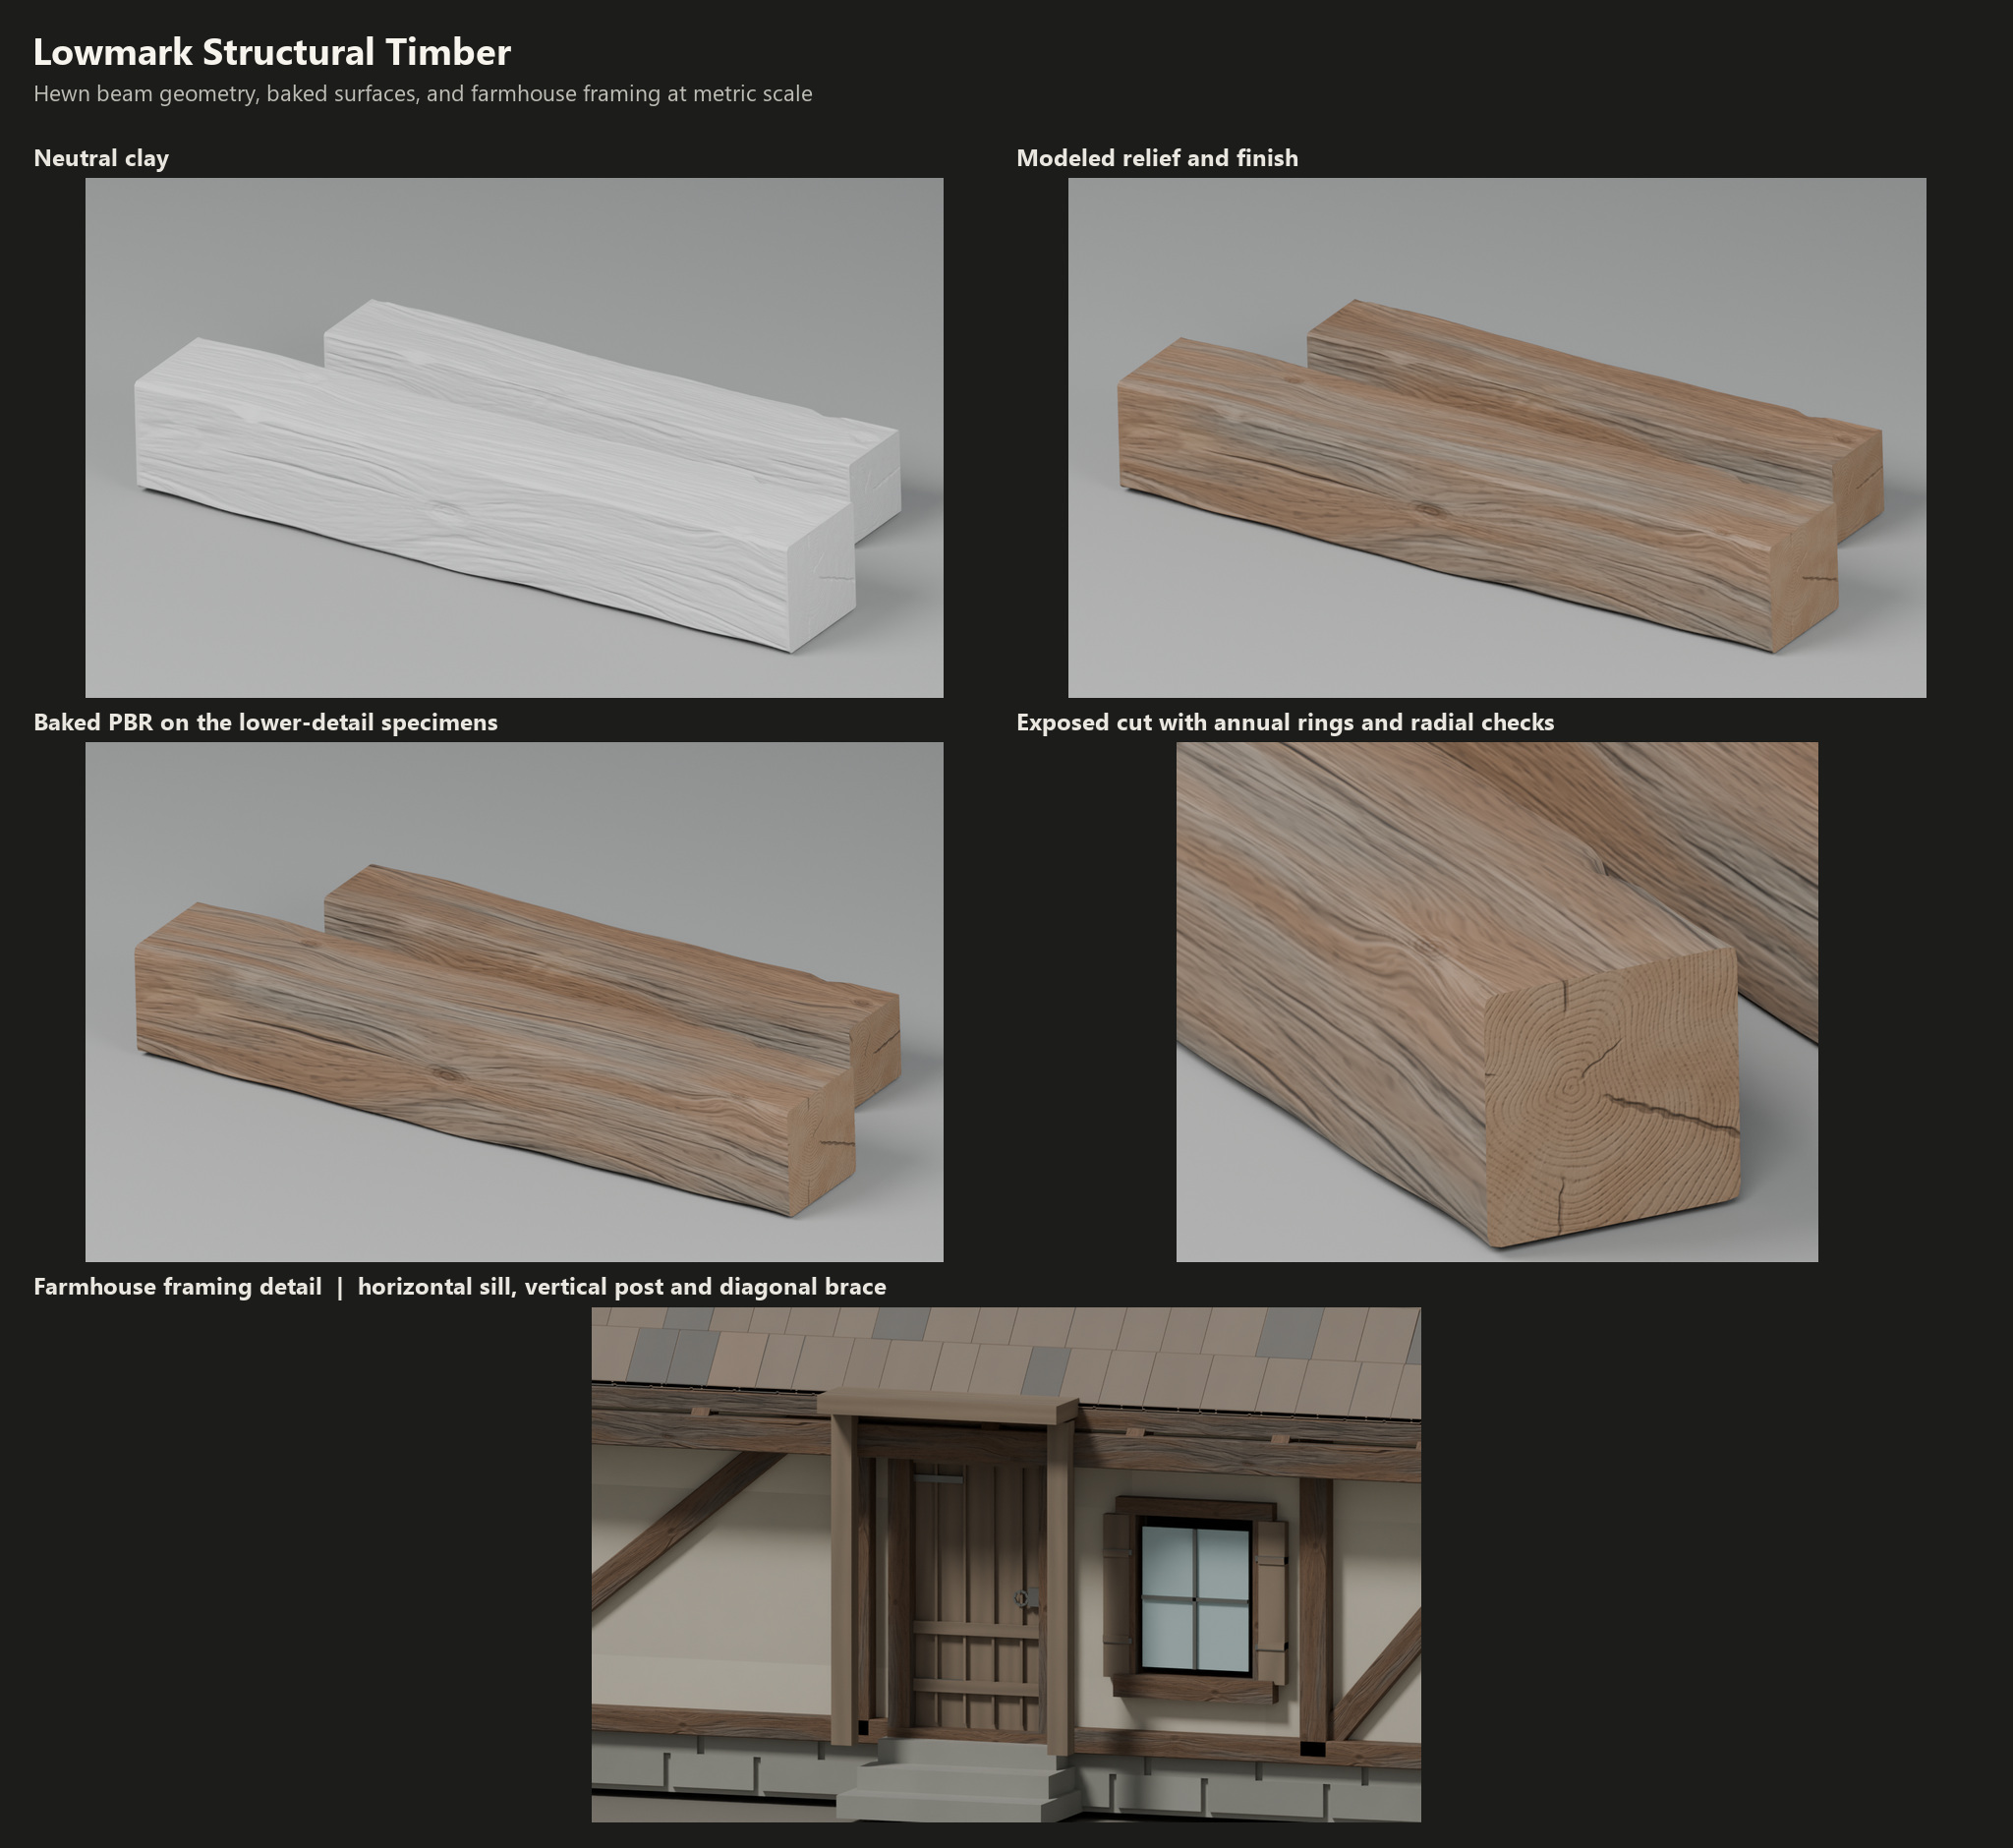 Lowmark Structural Timber
Hewn beam geometry, baked surfaces, and farmhouse framing at metric scale
Neutral clay
Modeled relief and finish
Baked PBR on the lower-detail specimens
Exposed cut with annual rings and radial checks
Farmhouse framing detail | horizontal sill, vertical post and diagonal brace